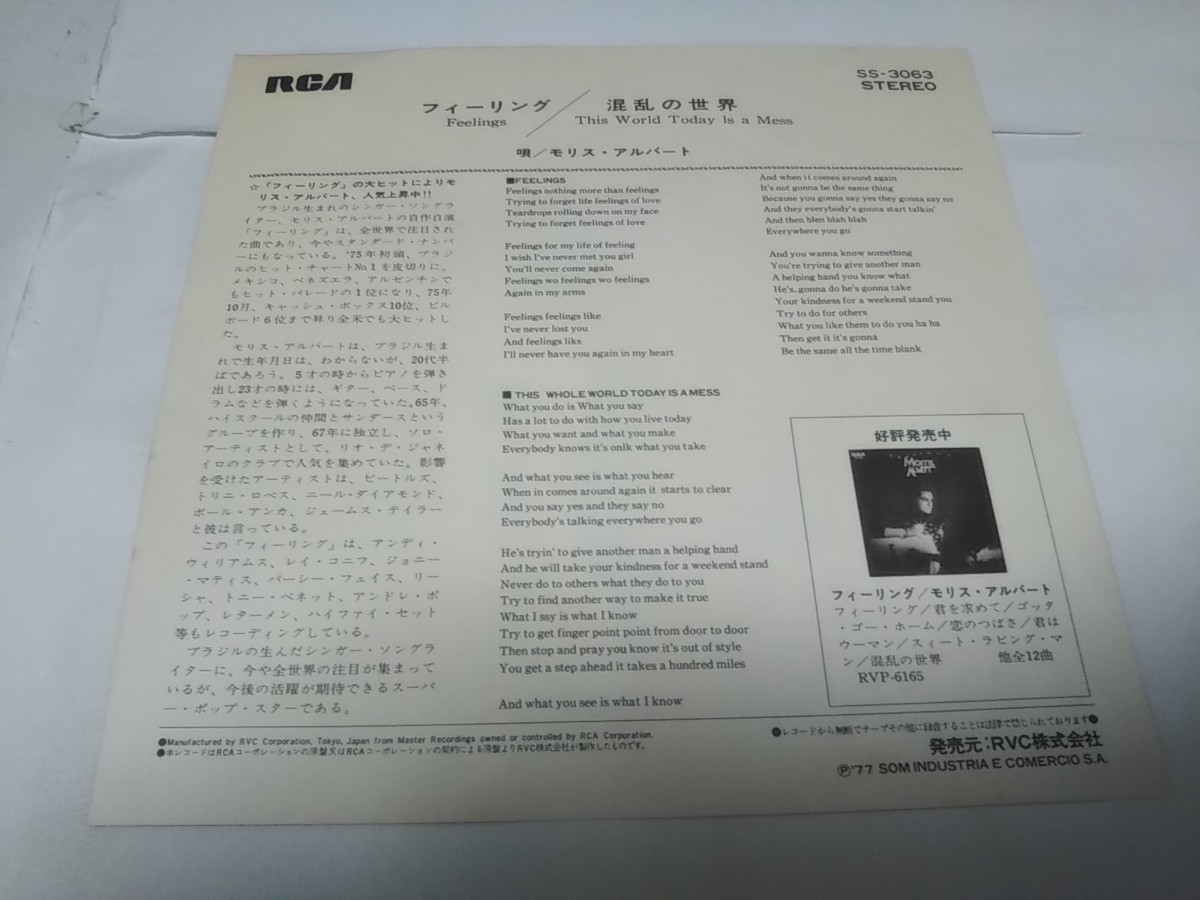 RCA
SS-3063
STEREO
フィーリング／混乱の世界
Feelings This World Today Is a Mess
唄／モリス・アルバート
☆「フィーリング」の大ヒットによりモ
リス・アルバート、人気上昇中!!
ブラジル生まれのシンガー・ソングラ
イター、モリス・アルバートの自作自演
「フィーリング」は、全世界で注目され
た曲であり、今やスタンダード・ナンバ
ーにもなっている。'75年初頭、ブラジ
ルのヒット・チャートNo.1を皮切りに、
メキシコ、ベネズエラ、アルゼンチンで
もヒット・パレードの1位になり、75年
10月、キャッシュ・ボックス10位、ビル
ボード6位まで昇り全米でも大ヒットし
た。
モリス・アルバートは、ブラジル生ま
れで生年月日は、わからないが、20代半
ばであろう。5才の時からピアノを弾き
出し23才の時には、ギター、ベース、ド
ラムなどを弾くようになっていた。65年、
ハイスクールの仲間とサンダースという
グループを作り、67年に独立し、ソロ・
アーティストとして、リオ・デ・ジャネ
イロのクラブで人気を集めていた。影響
を受けたアーティストは、ビートルズ、
トリニ・ロペス、ニール・ダイアモンド、
ポール・アンカ、ジェームス・テイラー
と彼は言っている。
この「フィーリング」は、アンディ・
ウィリアムス、レイ・コニフ、ジョニー
・マティス、パーシー・フェイス、リー
シャ、トニー・ベネット、アンドレ・ポ
ップ、レターメン、ハイファイ・セット
等もレコーディングしている。
ブラジルの生んだシンガー・ソングラ
イターに、今や全世界の注目が集まって
いるが、今後の活躍が期待できるスーパ
ー・ポップ・スターである。
■FEELINGS
Feelings nothing more than feelings
Trying to forget life feelings of love
Teardrops rolling down on my face
Trying to forget feelings of love
Feelings for my life of feeling
I wish I've never met you girl
You'll never come again
Feelings wo feelings wo feelings
Again in my arms
Feelings feelings like
I've never lost you
And feelings liks
I'll never have you again in my heart
■ THIS WHOLE WORLD TODAY IS A MESS
What you do is What you say
Has a lot to do with how you live today
What you want and what you make
Everybody knows it's onlk what you take
And what you see is what you hear
When in comes around again it starts to clear
And you say yes and they say no
Everybody's talking everywhere you go
He's tryin' to give another man a helping hand
And he will take your kindness for a weekend stand
Never do to others what they do to you
Try to find another way to make it true
What I ssy is what I know
Try to get finger point point from door to door
Then stop and pray you know it's out of style
You get a step ahead it takes a hundred miles
And what you see is what I know
And when it comes around again
It's not gonna be the same thing
Because you gonna say yes they gonna say no
And they everybody's gonna start talkin'
And then blen blah blah
Everywhere you go
And you wanna know something
You're trying to give another man
A helping hand you know what
He's, gonna do he's gonna take
Your kindness for a weekend stand you
Try to do for others
What you like them to do you ha ha
Then get it it's gonna
Be the same all the time blank
好評発売中
Morris
Albert
フィーリング／モリス・アルバート
フィーリング／君を求めて／ゴッタ
・ゴー・ホーム／恋のつばさ／君は
ウーマン／スィート・ラビング・マ
ン／混乱の世界 他全12曲
RVP-6165
●Manufactured by RVC Corporation, Tokyo, Japan from Master Recordings owned or controlled by RCA Corporation.
●本レコードはRCAコーポレーションの原盤又はRCAコーポレーションの契約による原盤よりRVC株式会社が製作したものです。
●レコードから無断でテープその他に録音することは法律で禁じられております●
発売元:RVC株式会社
Ⓟ'77 SOM INDUSTRIA E COMERCIO S.A.